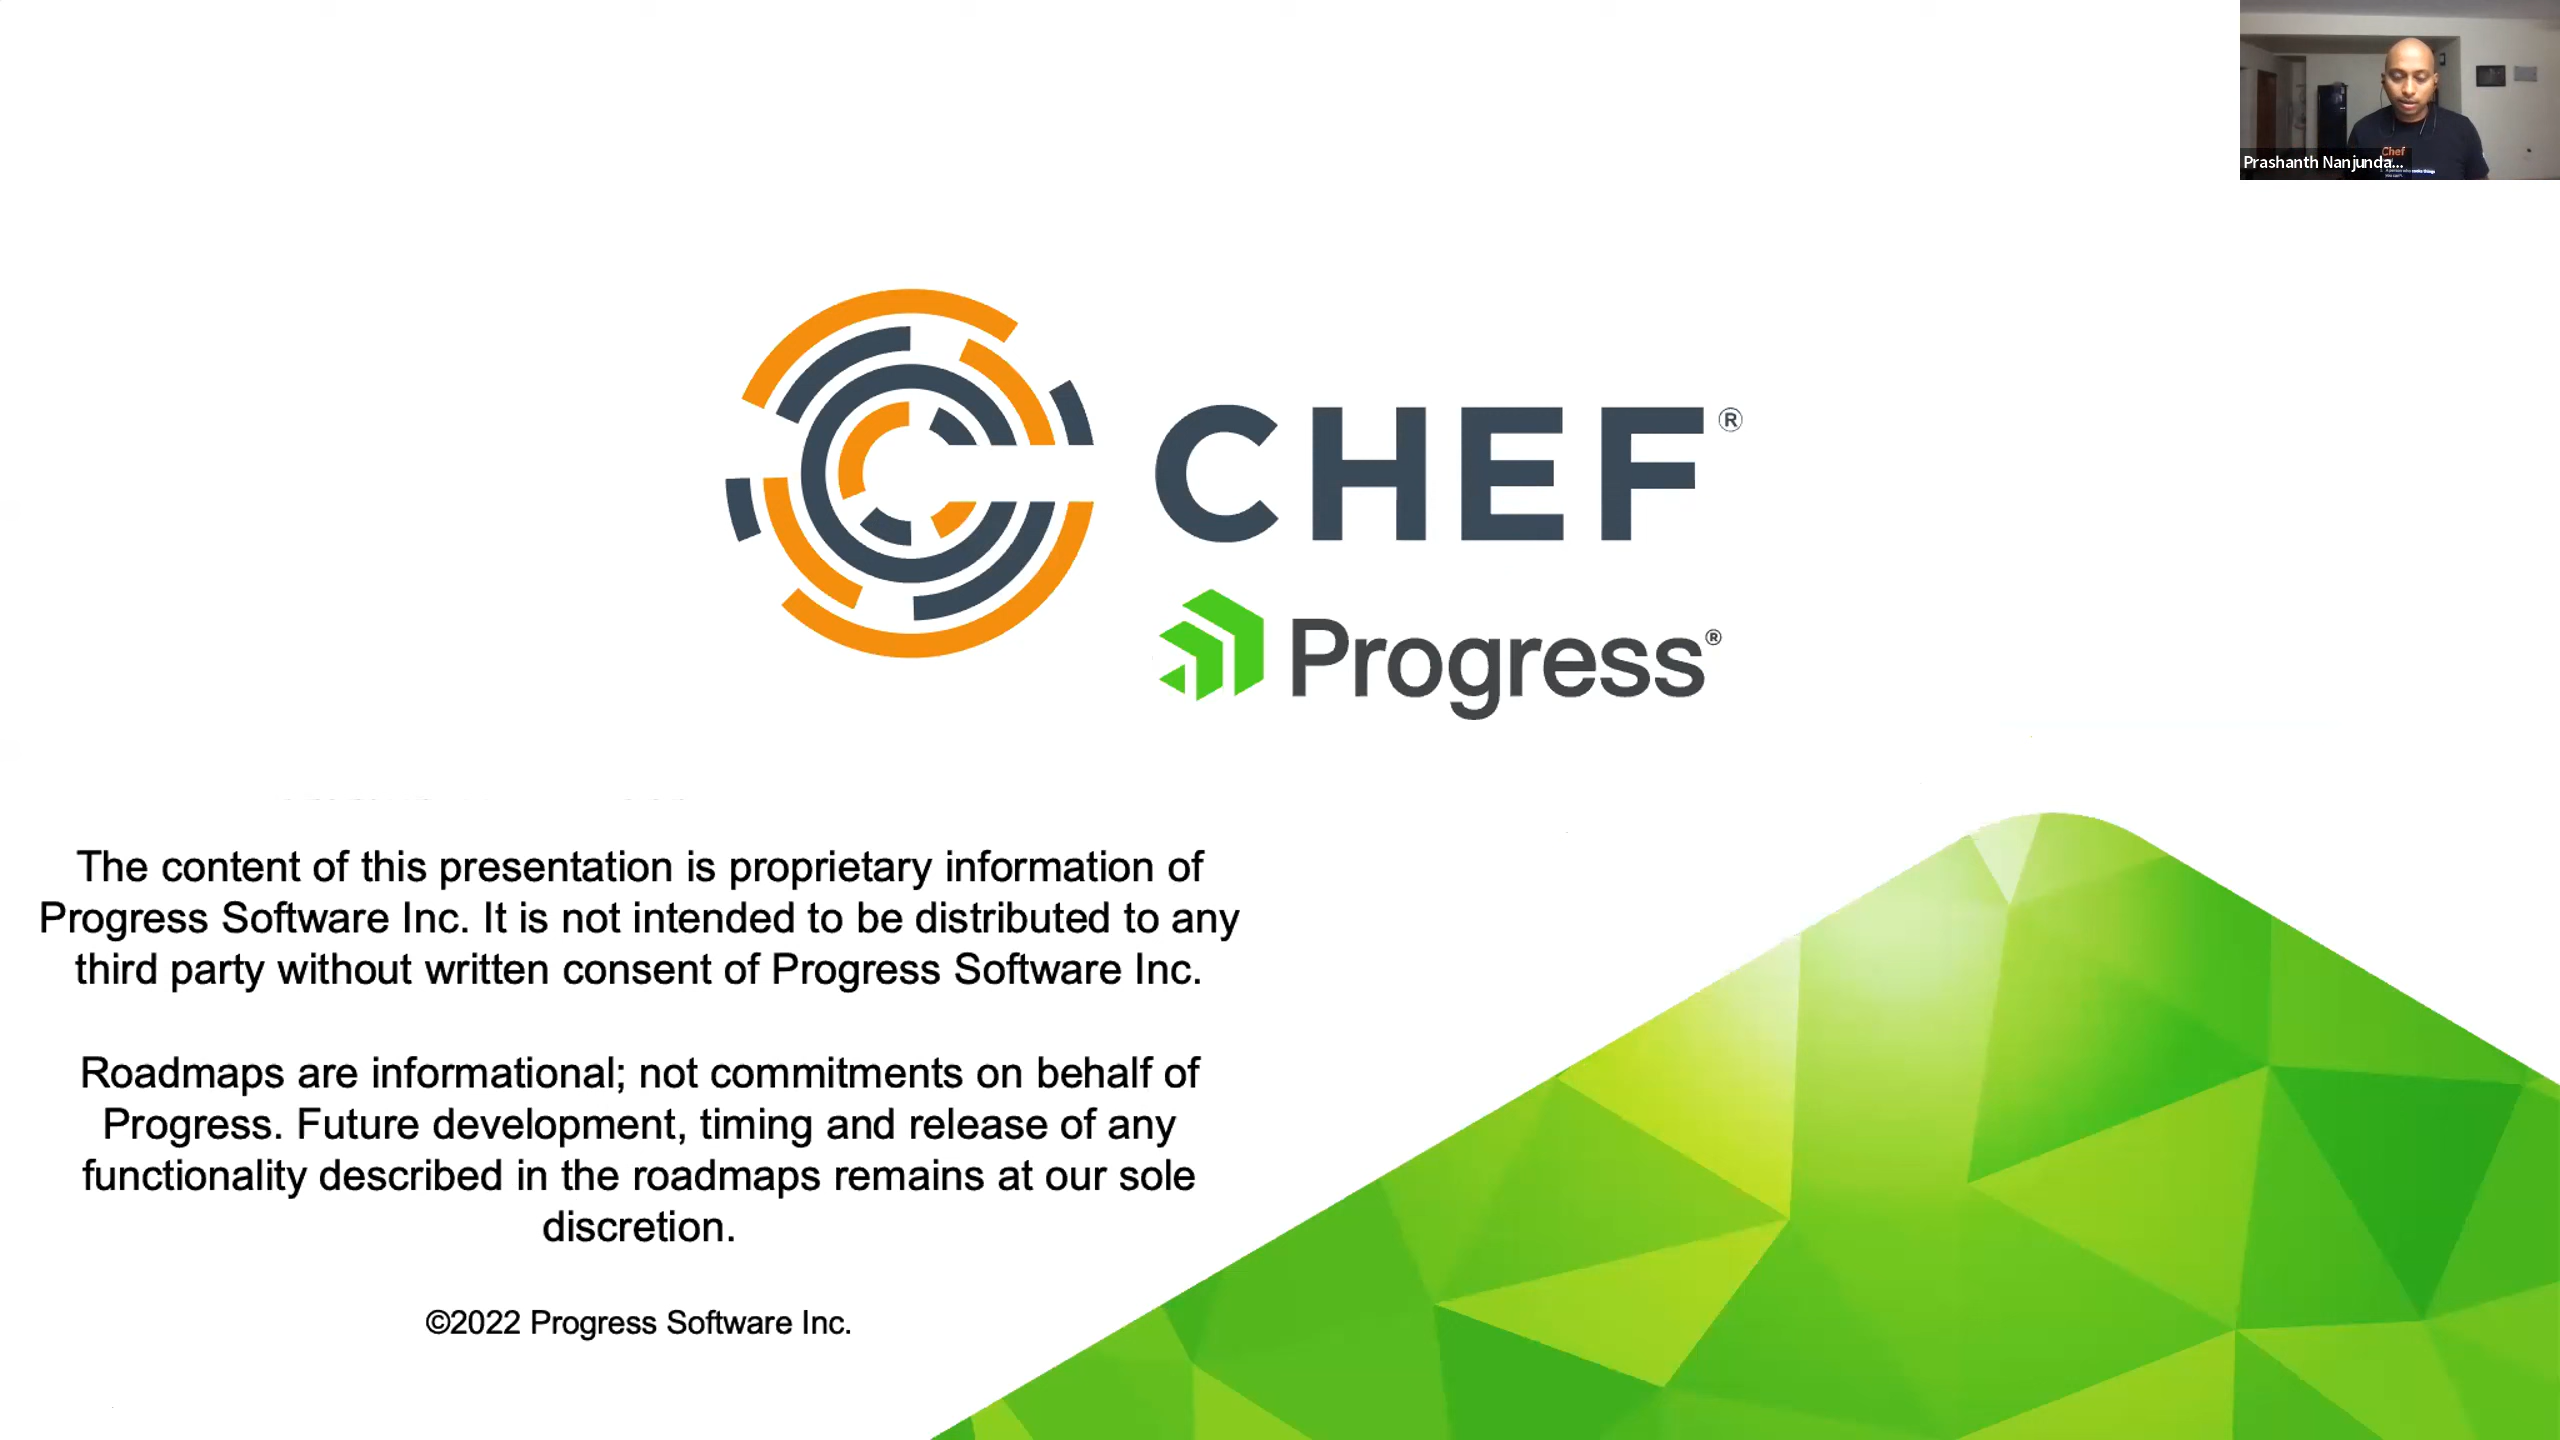 Prashanth Nanjunda...
Chef
CHEF®
Progress®
The content of this presentation is proprietary information of
Progress Software Inc. It is not intended to be distributed to any
third party without written consent of Progress Software Inc.
Roadmaps are informational; not commitments on behalf of
Progress. Future development, timing and release of any
functionality described in the roadmaps remains at our sole
discretion.
©2022 Progress Software Inc.